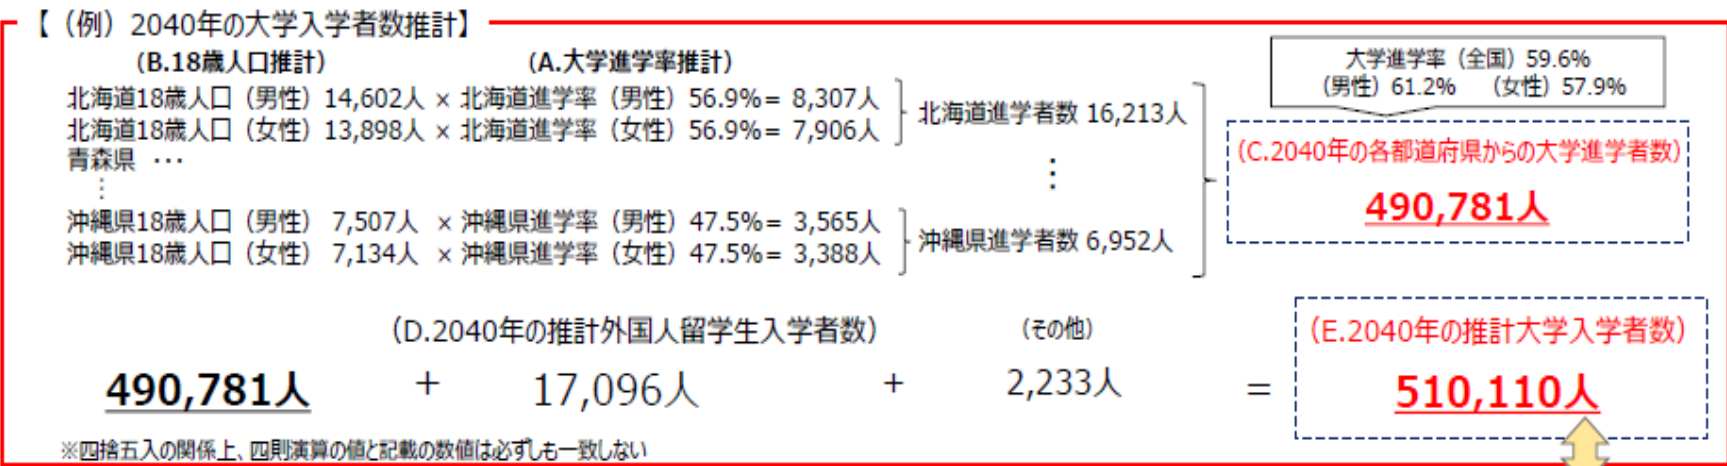 【（例）2040年の大学入学者数推計】
（B.18歳人口推計）　（A.大学進学率推計）
北海道18歳人口（男性）14,602人 × 北海道進学率（男性）56.9%= 8,307人
北海道18歳人口（女性）13,898人 × 北海道進学率（女性）56.9%= 7,906人
北海道進学者数 16,213人
青森県 …
⋮
⋮
沖縄県18歳人口（男性） 7,507人 × 沖縄県進学率（男性）47.5%= 3,565人
沖縄県18歳人口（女性） 7,134人 × 沖縄県進学率（女性）47.5%= 3,388人
沖縄県進学者数 6,952人
大学進学率（全国）59.6%
（男性）61.2%　（女性）57.9%
（C.2040年の各都道府県からの大学進学者数）
490,781人
（D.2040年の推計外国人留学生入学者数）　（その他）　（E.2040年の推計大学入学者数）
490,781人 + 17,096人 + 2,233人 = 510,110人
※四捨五入の関係上、四則演算の値と記載の数値は必ずしも一致しない